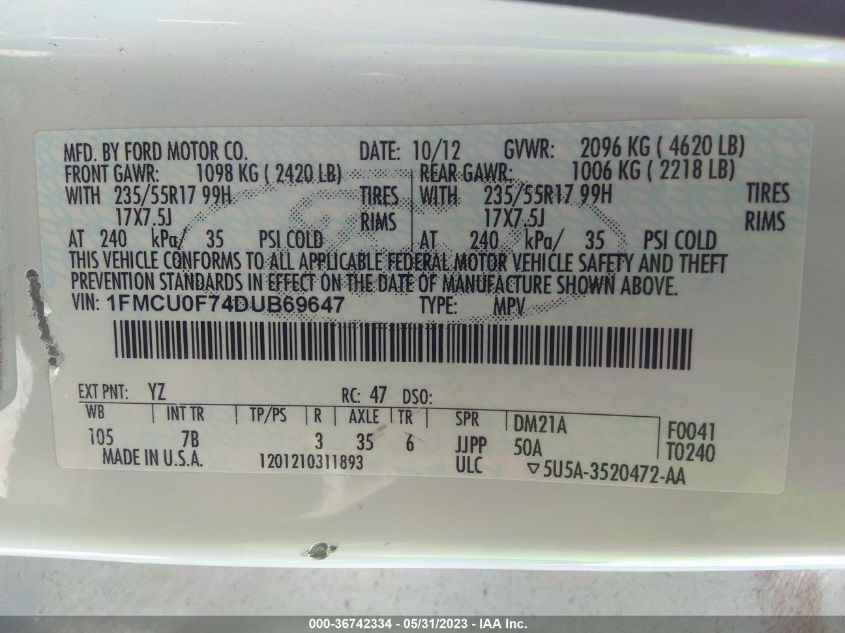 MFD. BY FORD MOTOR CO. DATE: 10/12 GVWR: 2096 KG ( 4620 LB)
FRONT GAWR: 1098 KG ( 2420 LB) REAR GAWR: 1006 KG ( 2218 LB)
WITH 235/55R17 99H TIRES WITH 235/55R17 99H TIRES
17X7.5J RIMS 17X7.5J RIMS
AT 240 kPa/ 35 PSI COLD AT 240 kPa/ 35 PSI COLD
THIS VEHICLE CONFORMS TO ALL APPLICABLE FEDERAL MOTOR VEHICLE SAFETY AND THEFT
PREVENTION STANDARDS IN EFFECT ON THE DATE OF MANUFACTURE SHOWN ABOVE.
VIN: 1FMCU0F74DUB69647 TYPE: MPV
EXT PNT: YZ RC: 47 DSO:
WB INT TR TP/PS R AXLE TR SPR DM21A F0041
105 7B 3 35 6 JJPP 50A T0240
MADE IN U.S.A. 1201210311893 ULC ▽5U5A-3520472-AA
000-36742334 - 05/31/2023 - © IAA Inc.